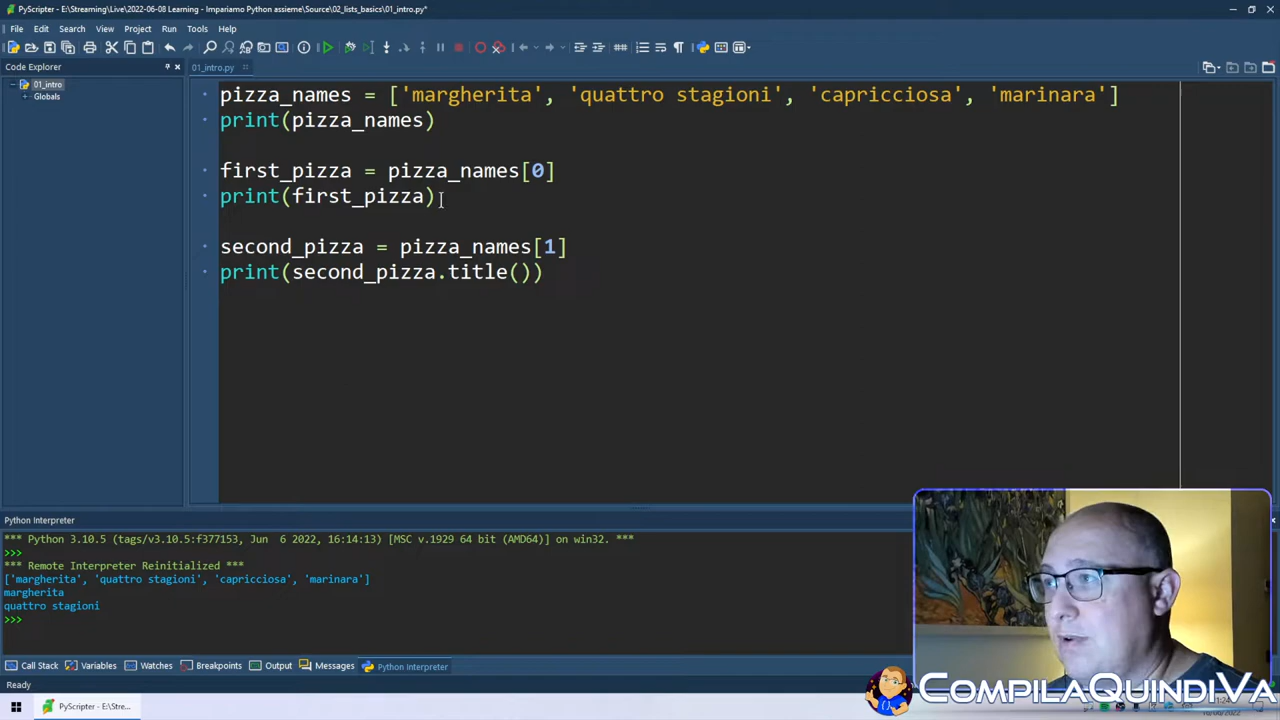 PyScripter - E:\Streaming\Live\2022-06-08 Learning - Impariamo Python assieme\Source\02_lists_basics\01_intro.py*
File Edit Search View Project Run Tools Help
Code Explorer
01_intro.py
01_intro
Globals
pizza_names = ['margherita', 'quattro stagioni', 'capricciosa', 'marinara']
print(pizza_names)
first_pizza = pizza_names[0]
print(first_pizza)
second_pizza = pizza_names[1]
print(second_pizza.title())
Python Interpreter
*** Python 3.10.5 (tags/v3.10.5:f377153, Jun  6 2022, 16:14:13) [MSC v.1929 64 bit (AMD64)] on win32. ***
>>>
*** Remote Interpreter Reinitialized ***
['margherita', 'quattro stagioni', 'capricciosa', 'marinara']
margherita
quattro stagioni
>>>
Call Stack Variables Watches Breakpoints Output Messages Python Interpreter
Ready
COMPILAQUINDIVA
PyScripter - E:\Stre...